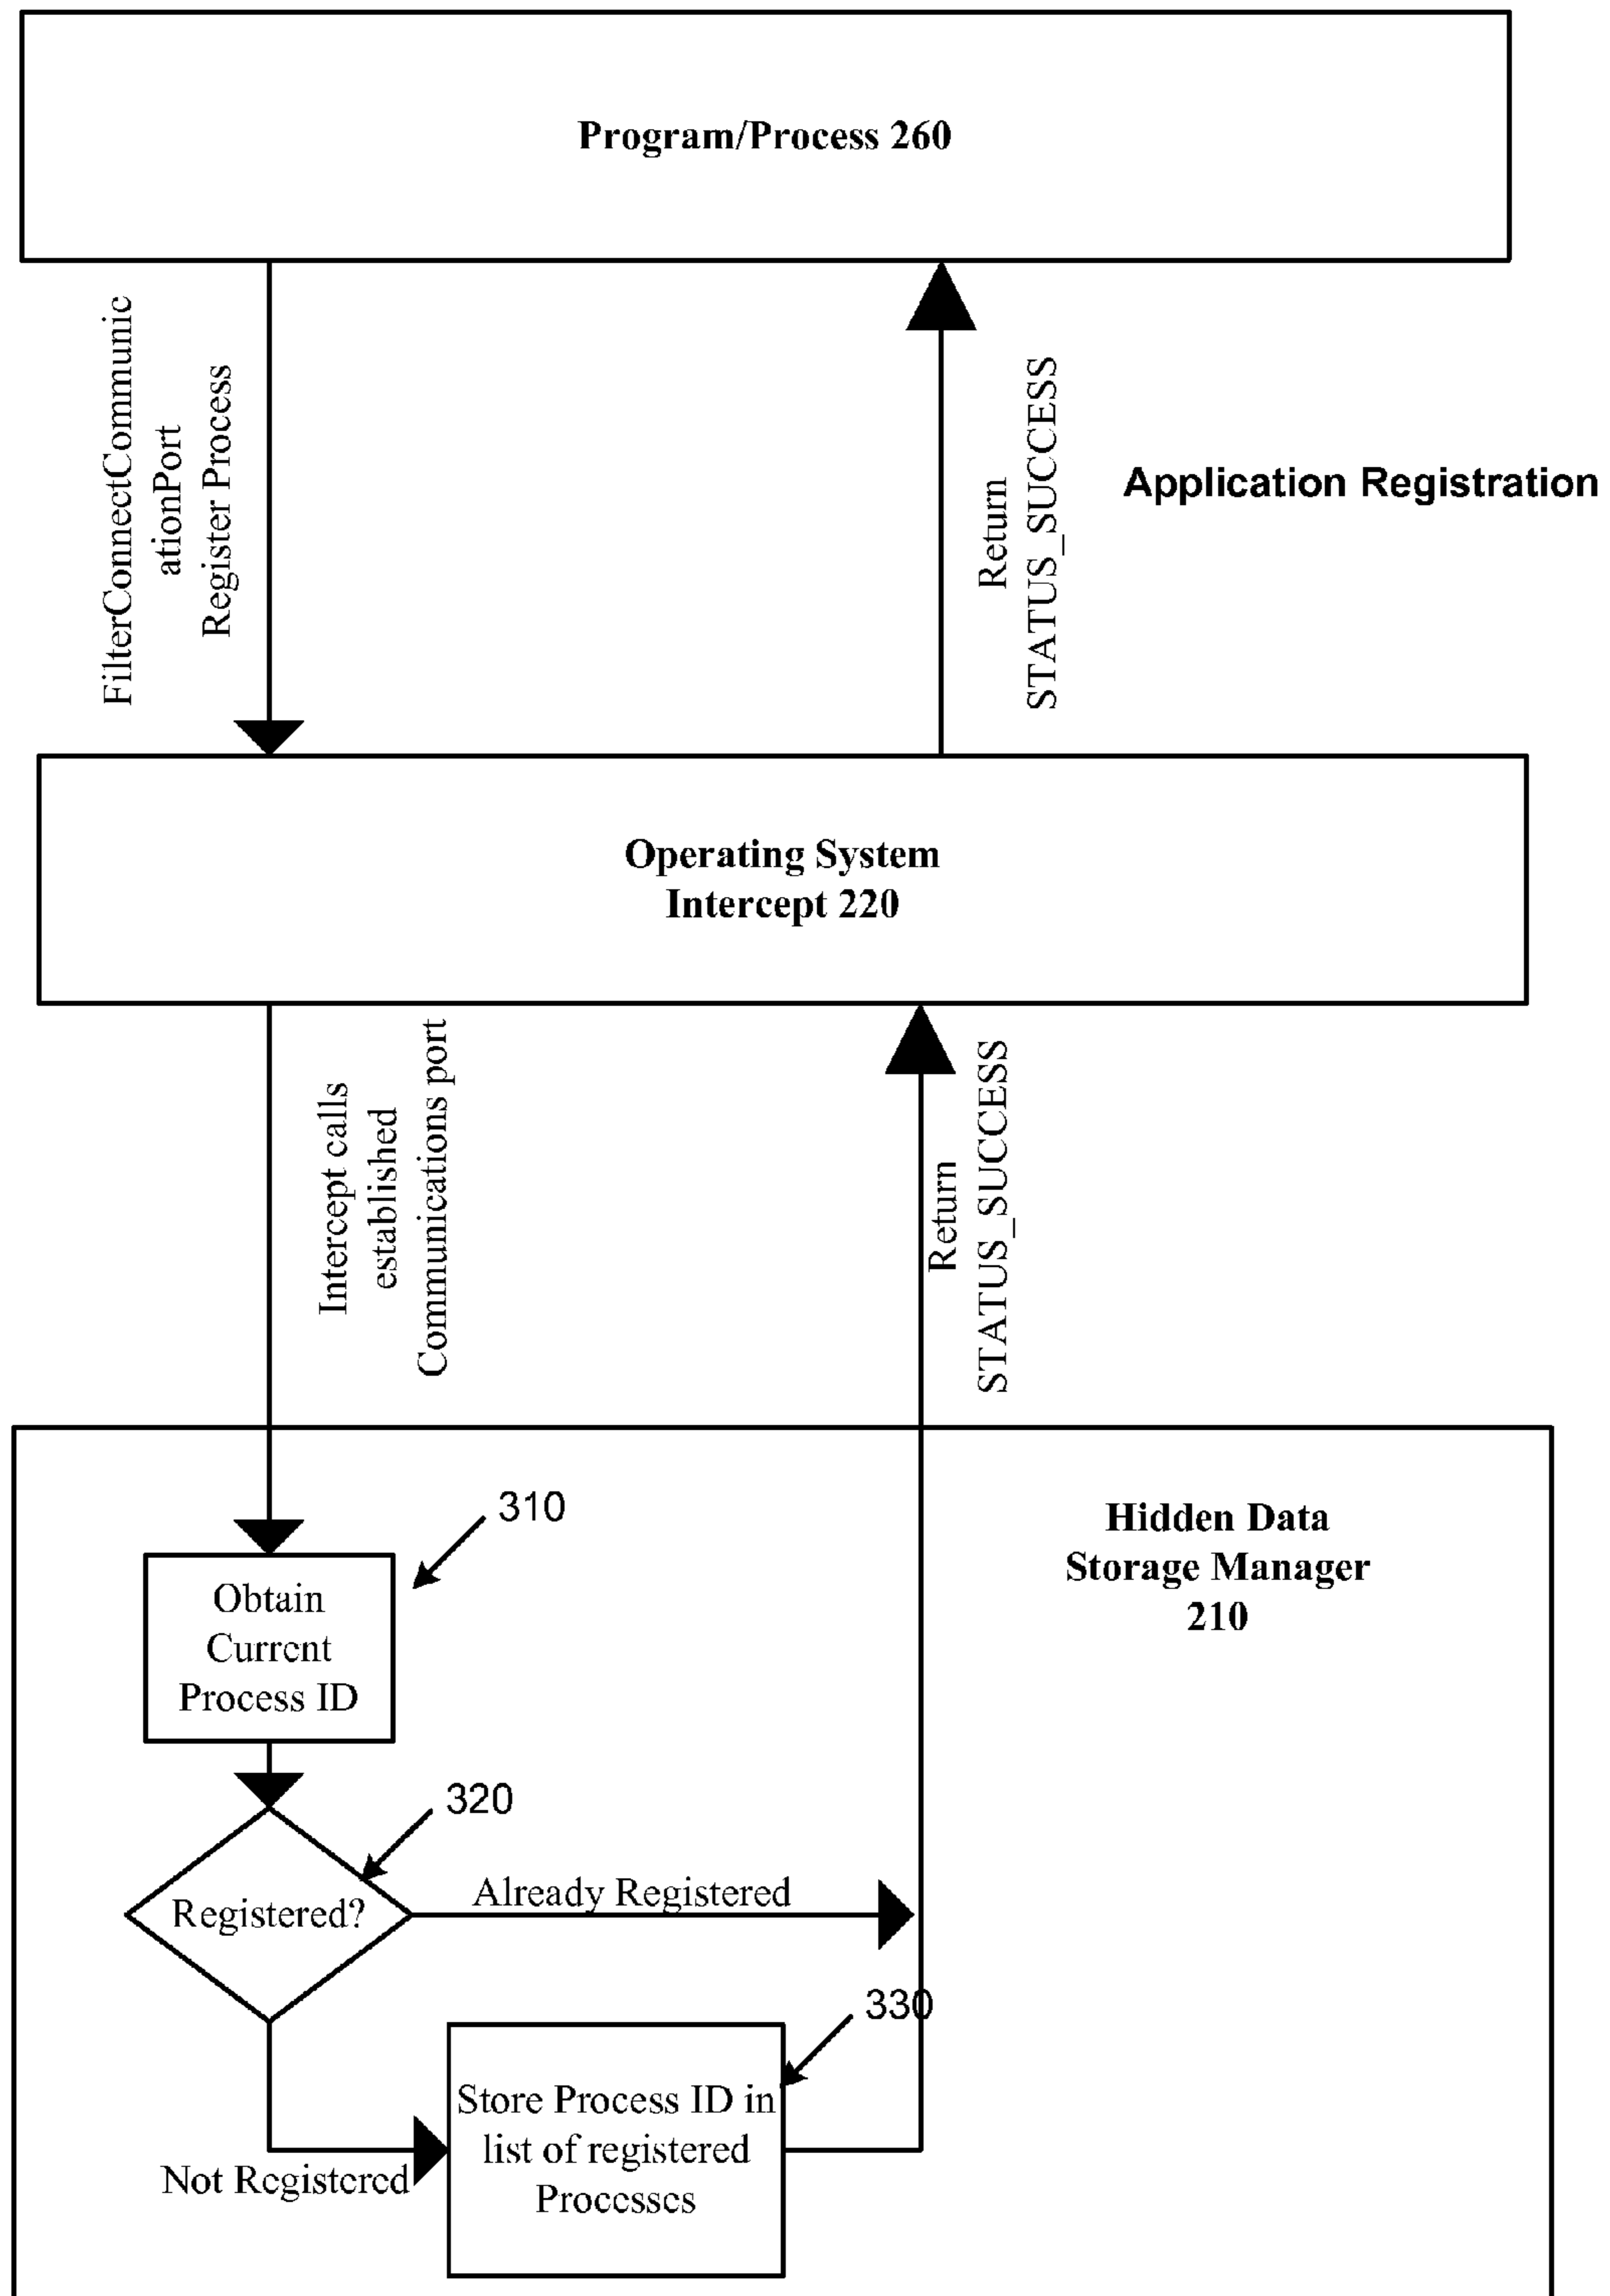 Program/Process 260
FilterConnectCommunic
ationPort
Register Process
Return
STATUS_SUCCESS
Application Registration
Operating System
Intercept 220
Intercept calls
established
Communications port
Return
STATUS_SUCCESS
Hidden Data
Storage Manager
210
310
Obtain
Current
Process ID
320
Registered?
Already Registered
330
Store Process ID in
list of registered
Processes
Not Registered